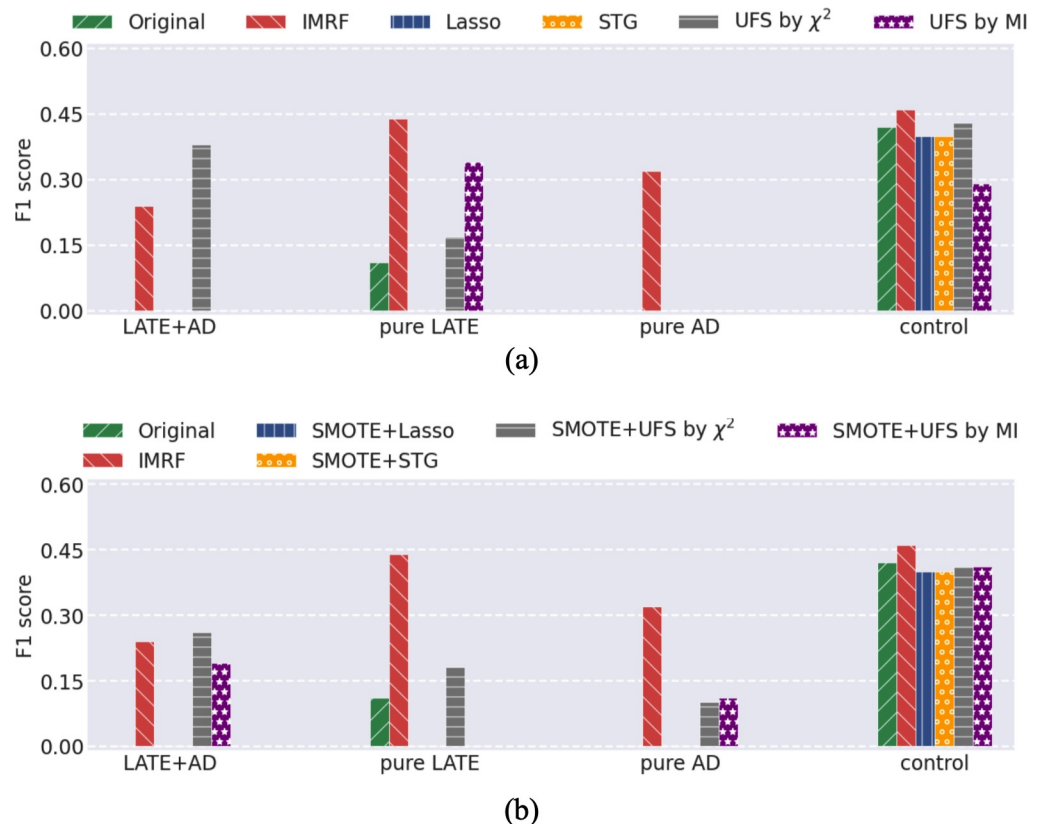 Original IMRF Lasso STG UFS by χ² UFS by MI
0.60
0.45
0.30
0.15
0.00
F1 score
LATE+AD pure LATE pure AD control
(a)
Original SMOTE+Lasso SMOTE+UFS by χ² SMOTE+UFS by MI
IMRF SMOTE+STG
0.60
0.45
0.30
0.15
0.00
F1 score
LATE+AD pure LATE pure AD control
(b)